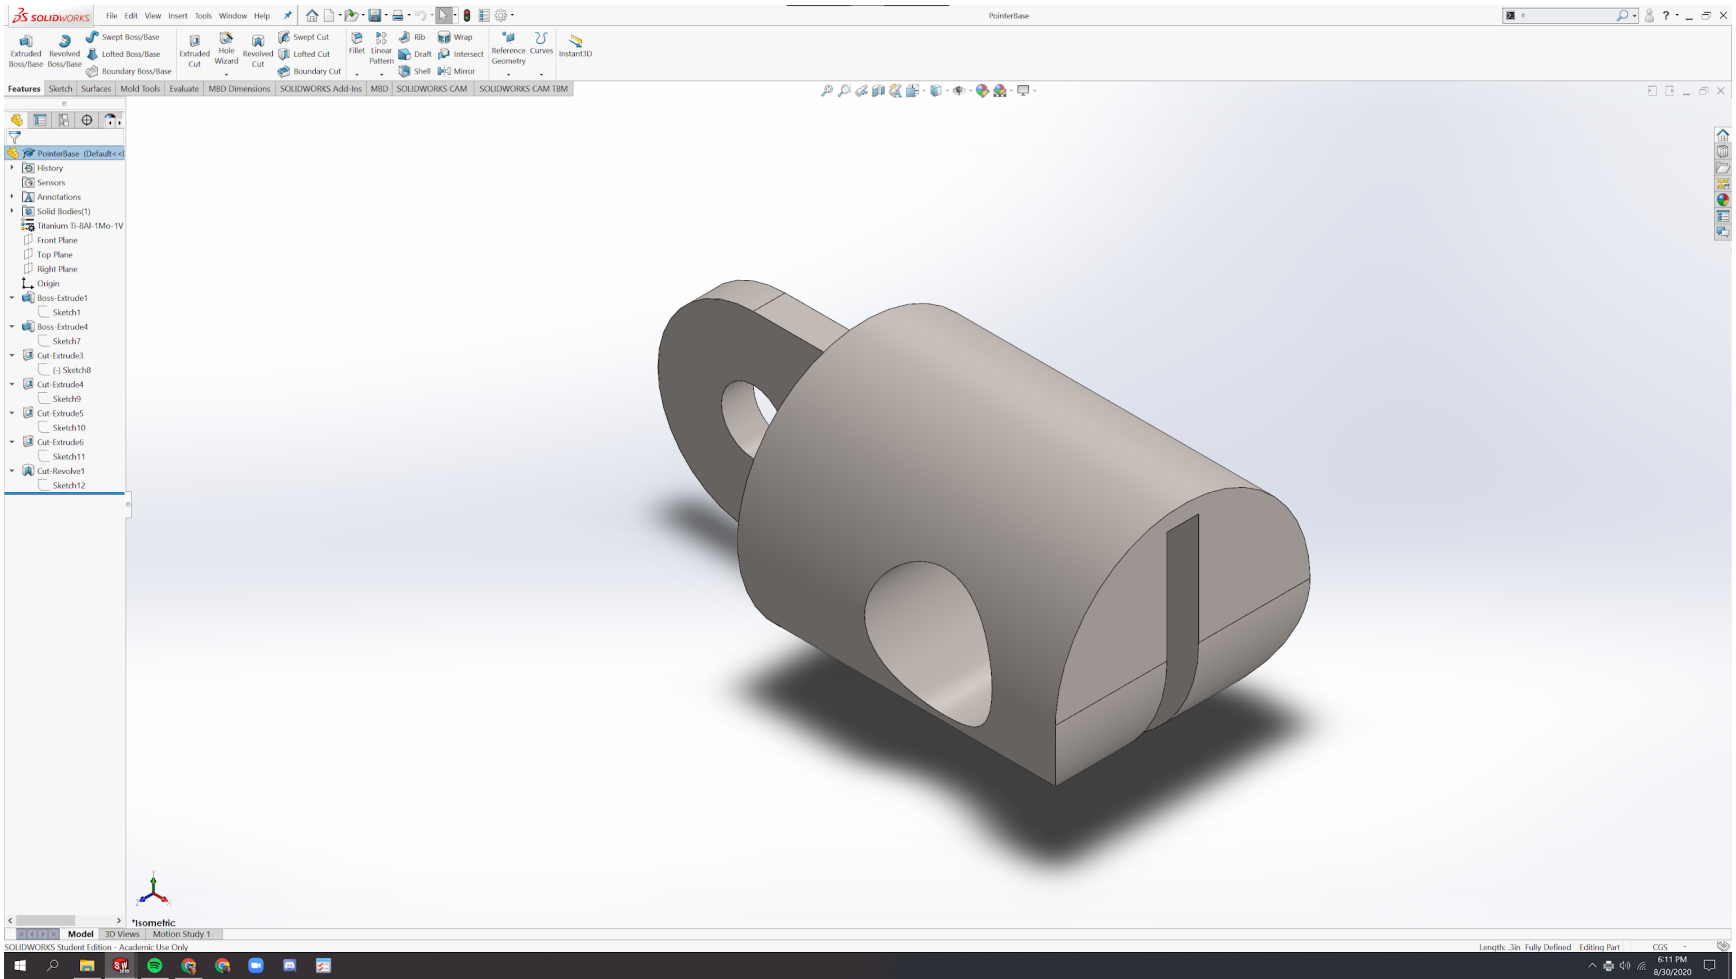 SOLIDWORKS File Edit View Insert Tools Window Help PointerBase
Extruded Boss/Base
Revolved Boss/Base
Swept Boss/Base
Lofted Boss/Base
Boundary Boss/Base
Extruded Cut
Hole Wizard
Revolved Cut
Swept Cut
Lofted Cut
Boundary Cut
Fillet
Linear Pattern
Rib
Draft
Shell
Wrap
Intersect
Mirror
Reference Geometry
Curves
Instant3D
Features Sketch Surfaces Mold Tools Evaluate MBD Dimensions SOLIDWORKS Add-Ins MBD SOLIDWORKS CAM SOLIDWORKS CAM TBM
PointerBase (Default<<
History
Sensors
Annotations
Solid Bodies(1)
Titanium Ti-8Al-1Mo-1V
Front Plane
Top Plane
Right Plane
Origin
Boss-Extrude1
Sketch1
Boss-Extrude4
Sketch7
Cut-Extrude3
(-) Sketch8
Cut-Extrude4
Sketch9
Cut-Extrude5
Sketch10
Cut-Extrude6
Sketch11
Cut-Revolve1
Sketch12
*Isometric
Model 3D Views Motion Study 1
SOLIDWORKS Student Edition - Academic Use Only Length: .3in Fully Defined Editing Part CGS
6:11 PM
8/30/2020